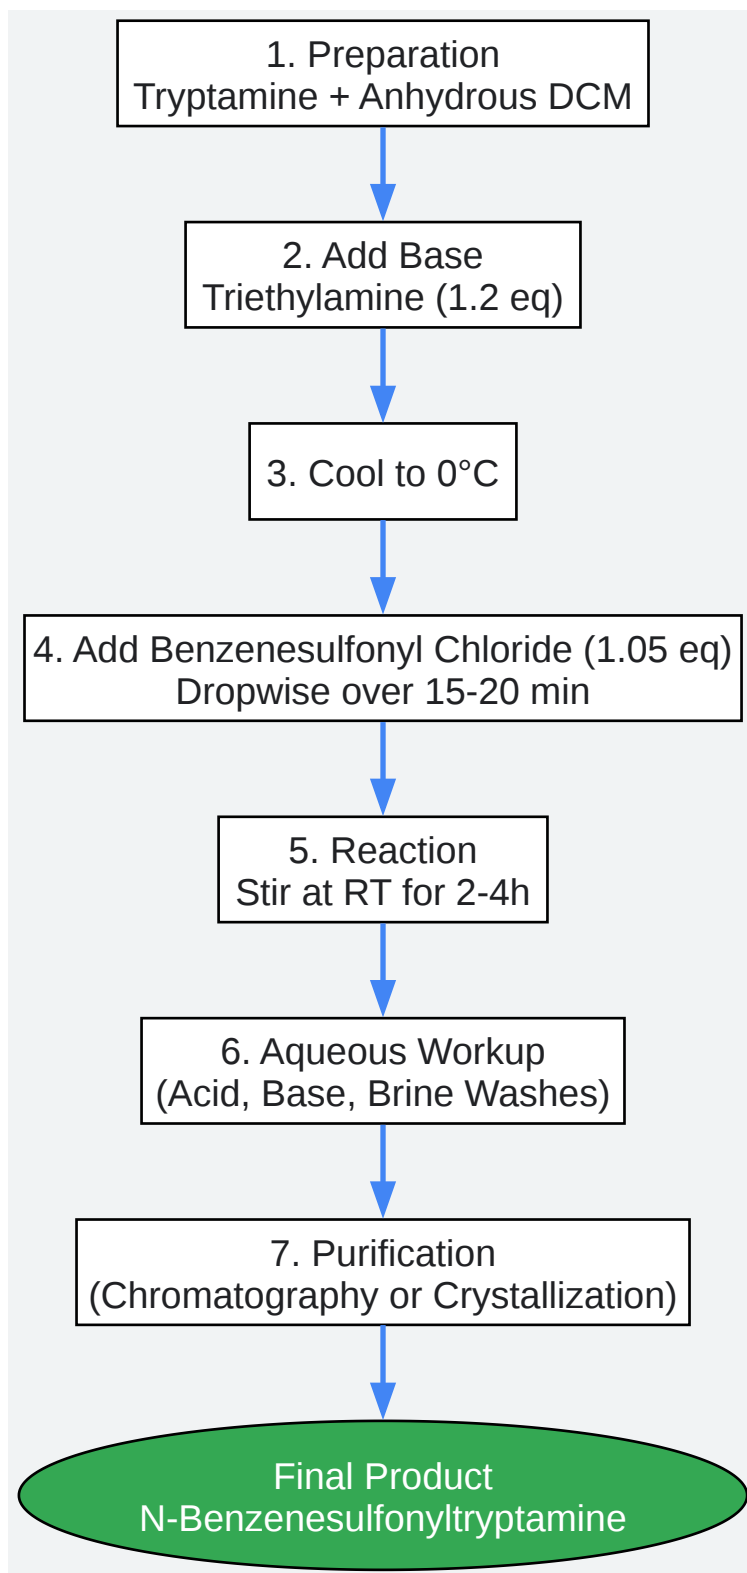 1. Preparation
Tryptamine + Anhydrous DCM
2. Add Base
Triethylamine (1.2 eq)
3. Cool to 0°C
4. Add Benzenesulfonyl Chloride (1.05 eq)
Dropwise over 15-20 min
5. Reaction
Stir at RT for 2-4h
6. Aqueous Workup
(Acid, Base, Brine Washes)
7. Purification
(Chromatography or Crystallization)
Final Product
N-Benzenesulfonyltryptamine